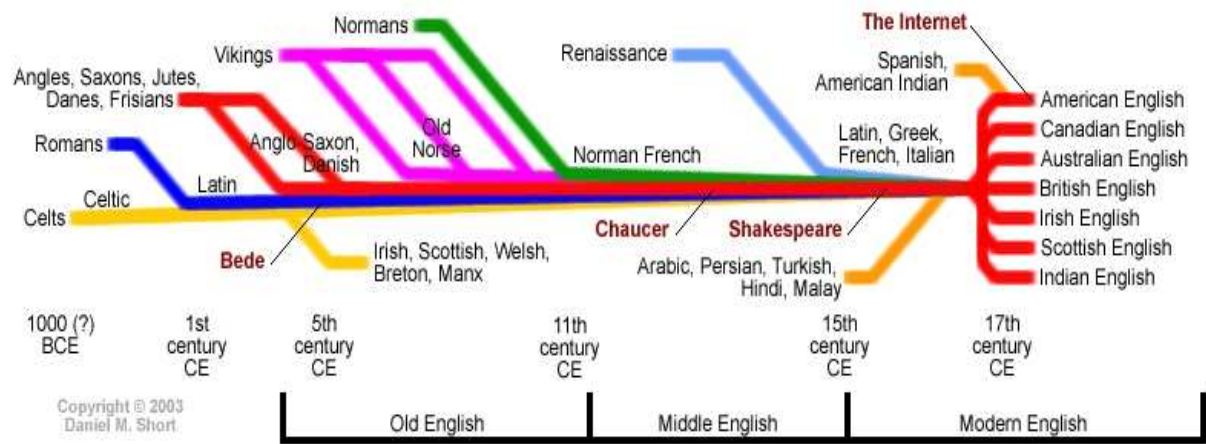 The Internet
Normans
Vikings
Renaissance
Spanish,
American Indian
Angles, Saxons, Jutes,
Danes, Frisians
American English
Romans
Anglo Saxon,
Danish
Old
Norse
Latin, Greek,
French, Italian
Canadian English
Norman French
Australian English
Celtic
Latin
British English
Celts
Irish English
Bede
Chaucer
Shakespeare
Irish, Scottish, Welsh,
Breton, Manx
Arabic, Persian, Turkish,
Hindi, Malay
Scottish English
Indian English
1000 (?)
BCE
1st
century
CE
5th
century
CE
11th
century
CE
15th
century
CE
17th
century
CE
Copyright © 2003
Daniel M. Short
Old English
Middle English
Modern English